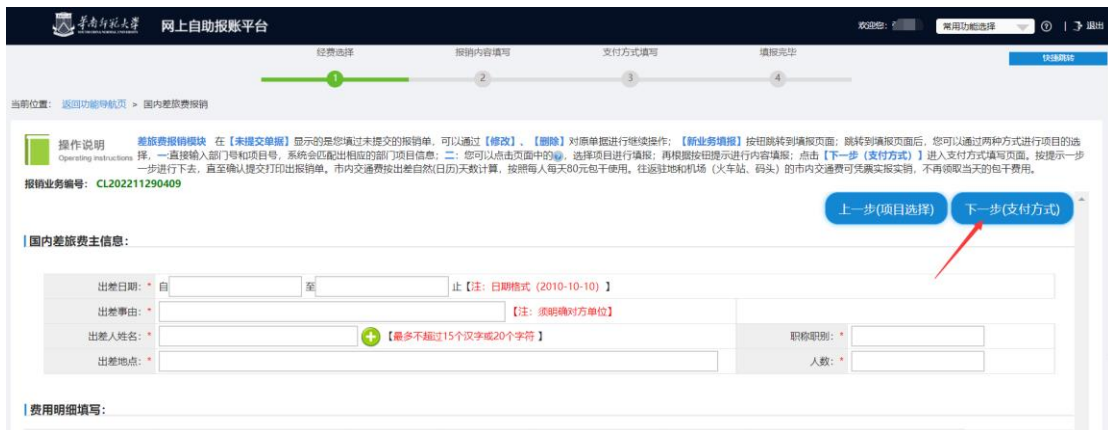 华南师范大学 网上自助报账平台 欢迎您： 常用功能选择 退出
经费选择 报销内容填写 支付方式填写 填报完毕
快捷跳转
1 2 3 4
当前位置： 返回功能导航页 » 国内差旅费报销
操作说明
Operating instructions
差旅费报销模块 在【未提交单据】显示的是您填过未提交的报销单，可以通过【修改】、【删除】对原单据进行继续操作；【新业务填报】按钮跳转到填报页面；跳转到填报页面后，您可以通过两种方式进行项目的选
择，一:直接输入部门号和项目号，系统会匹配出相应的部门项目信息；二：您可以点击页面中的，选择项目进行填报；再根据按钮提示进行内容填报；点击【下一步（支付方式）】进入支付方式填写页面。按提示一步
一步进行下去，直至确认提交打印出报销单。市内交通费按出差自然(日历)天数计算，按照每人每天80元包干使用。往返驻地和机场（火车站、码头）的市内交通费可凭票实报实销，不再领取当天的包干费用。
报销业务编号： CL202211290409
上一步(项目选择) 下一步(支付方式)
国内差旅费主信息：
出差日期： * 自 至 止【注：日期格式（2010-10-10）】
出差事由： * 【注：须明确对方单位】
出差人姓名： * 【最多不超过15个汉字或20个字符】 职称职别： *
出差地点： * 人数： *
费用明细填写：